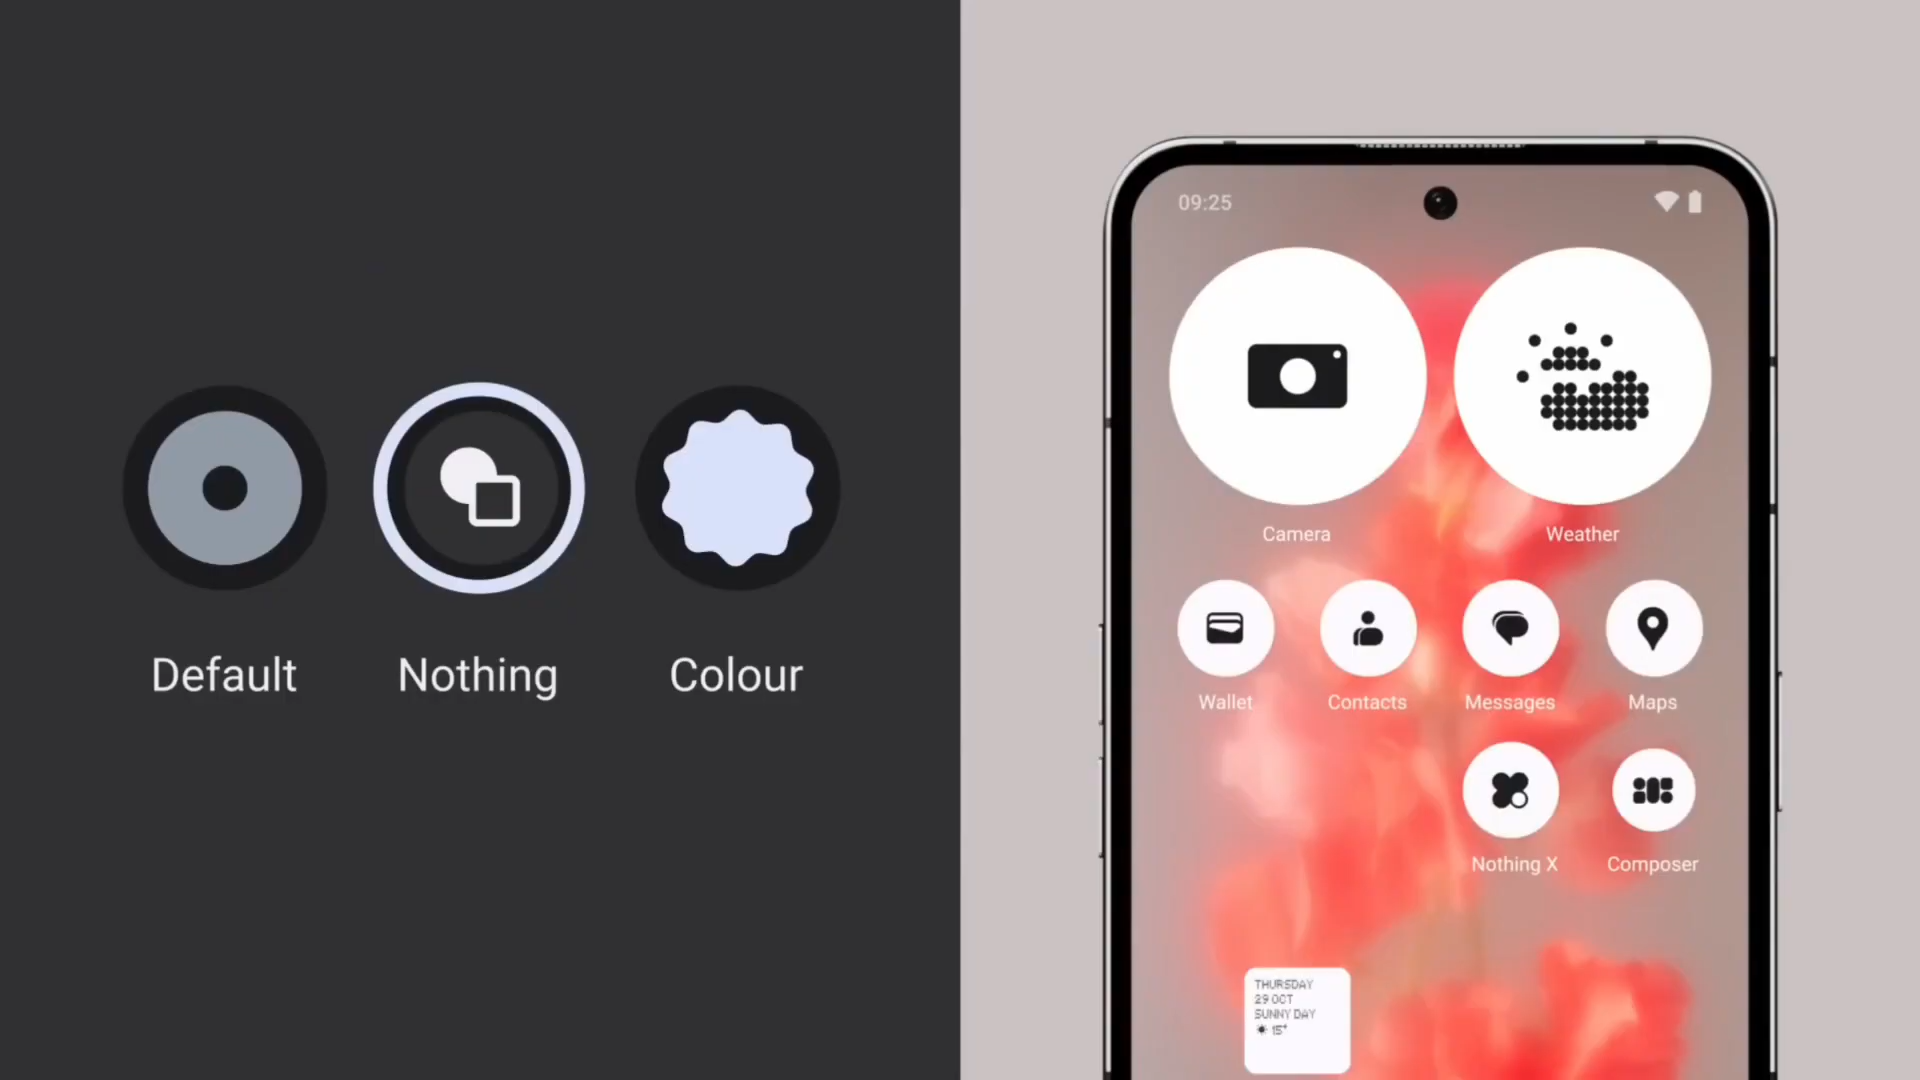 Default
Nothing
Colour
09:25
Camera
Weather
Wallet
Contacts
Messages
Maps
Nothing X
Composer
THURSDAY
29 OCT
SUNNY DAY
15°